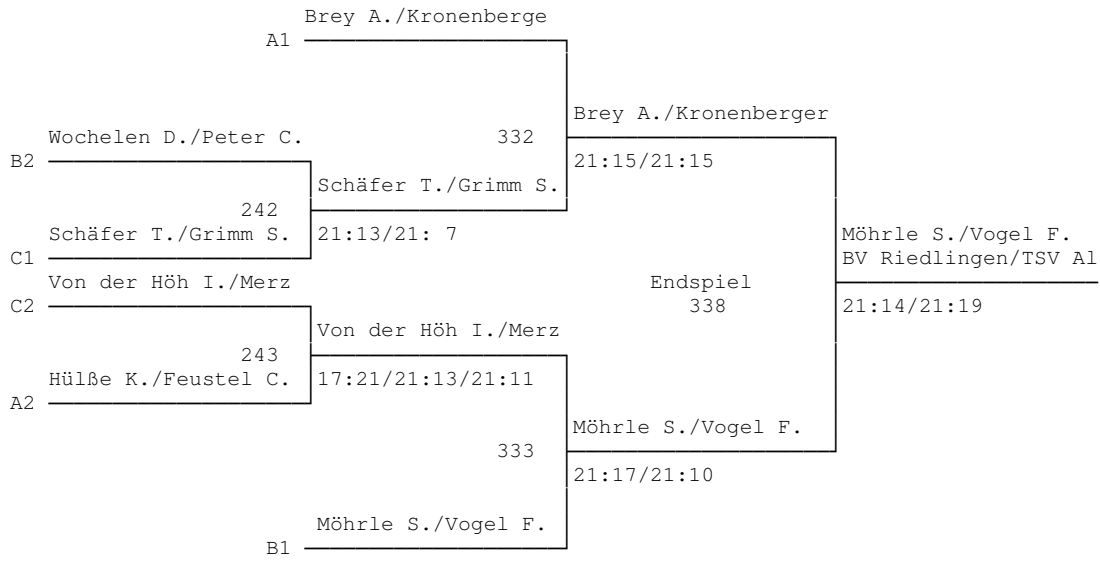 Brey A./Kronenberge
A1
Brey A./Kronenberger
Wochelen D./Peter C.
332
B2
21:15/21:15
Schäfer T./Grimm S.
242
Schäfer T./Grimm S.
21:13/21: 7
Möhrle S./Vogel F.
C1
BV Riedlingen/TSV Al
Von der Höh I./Merz
Endspiel
C2
338
21:14/21:19
Von der Höh I./Merz
243
Hülße K./Feustel C.
17:21/21:13/21:11
A2
Möhrle S./Vogel F.
333
21:17/21:10
Möhrle S./Vogel F.
B1